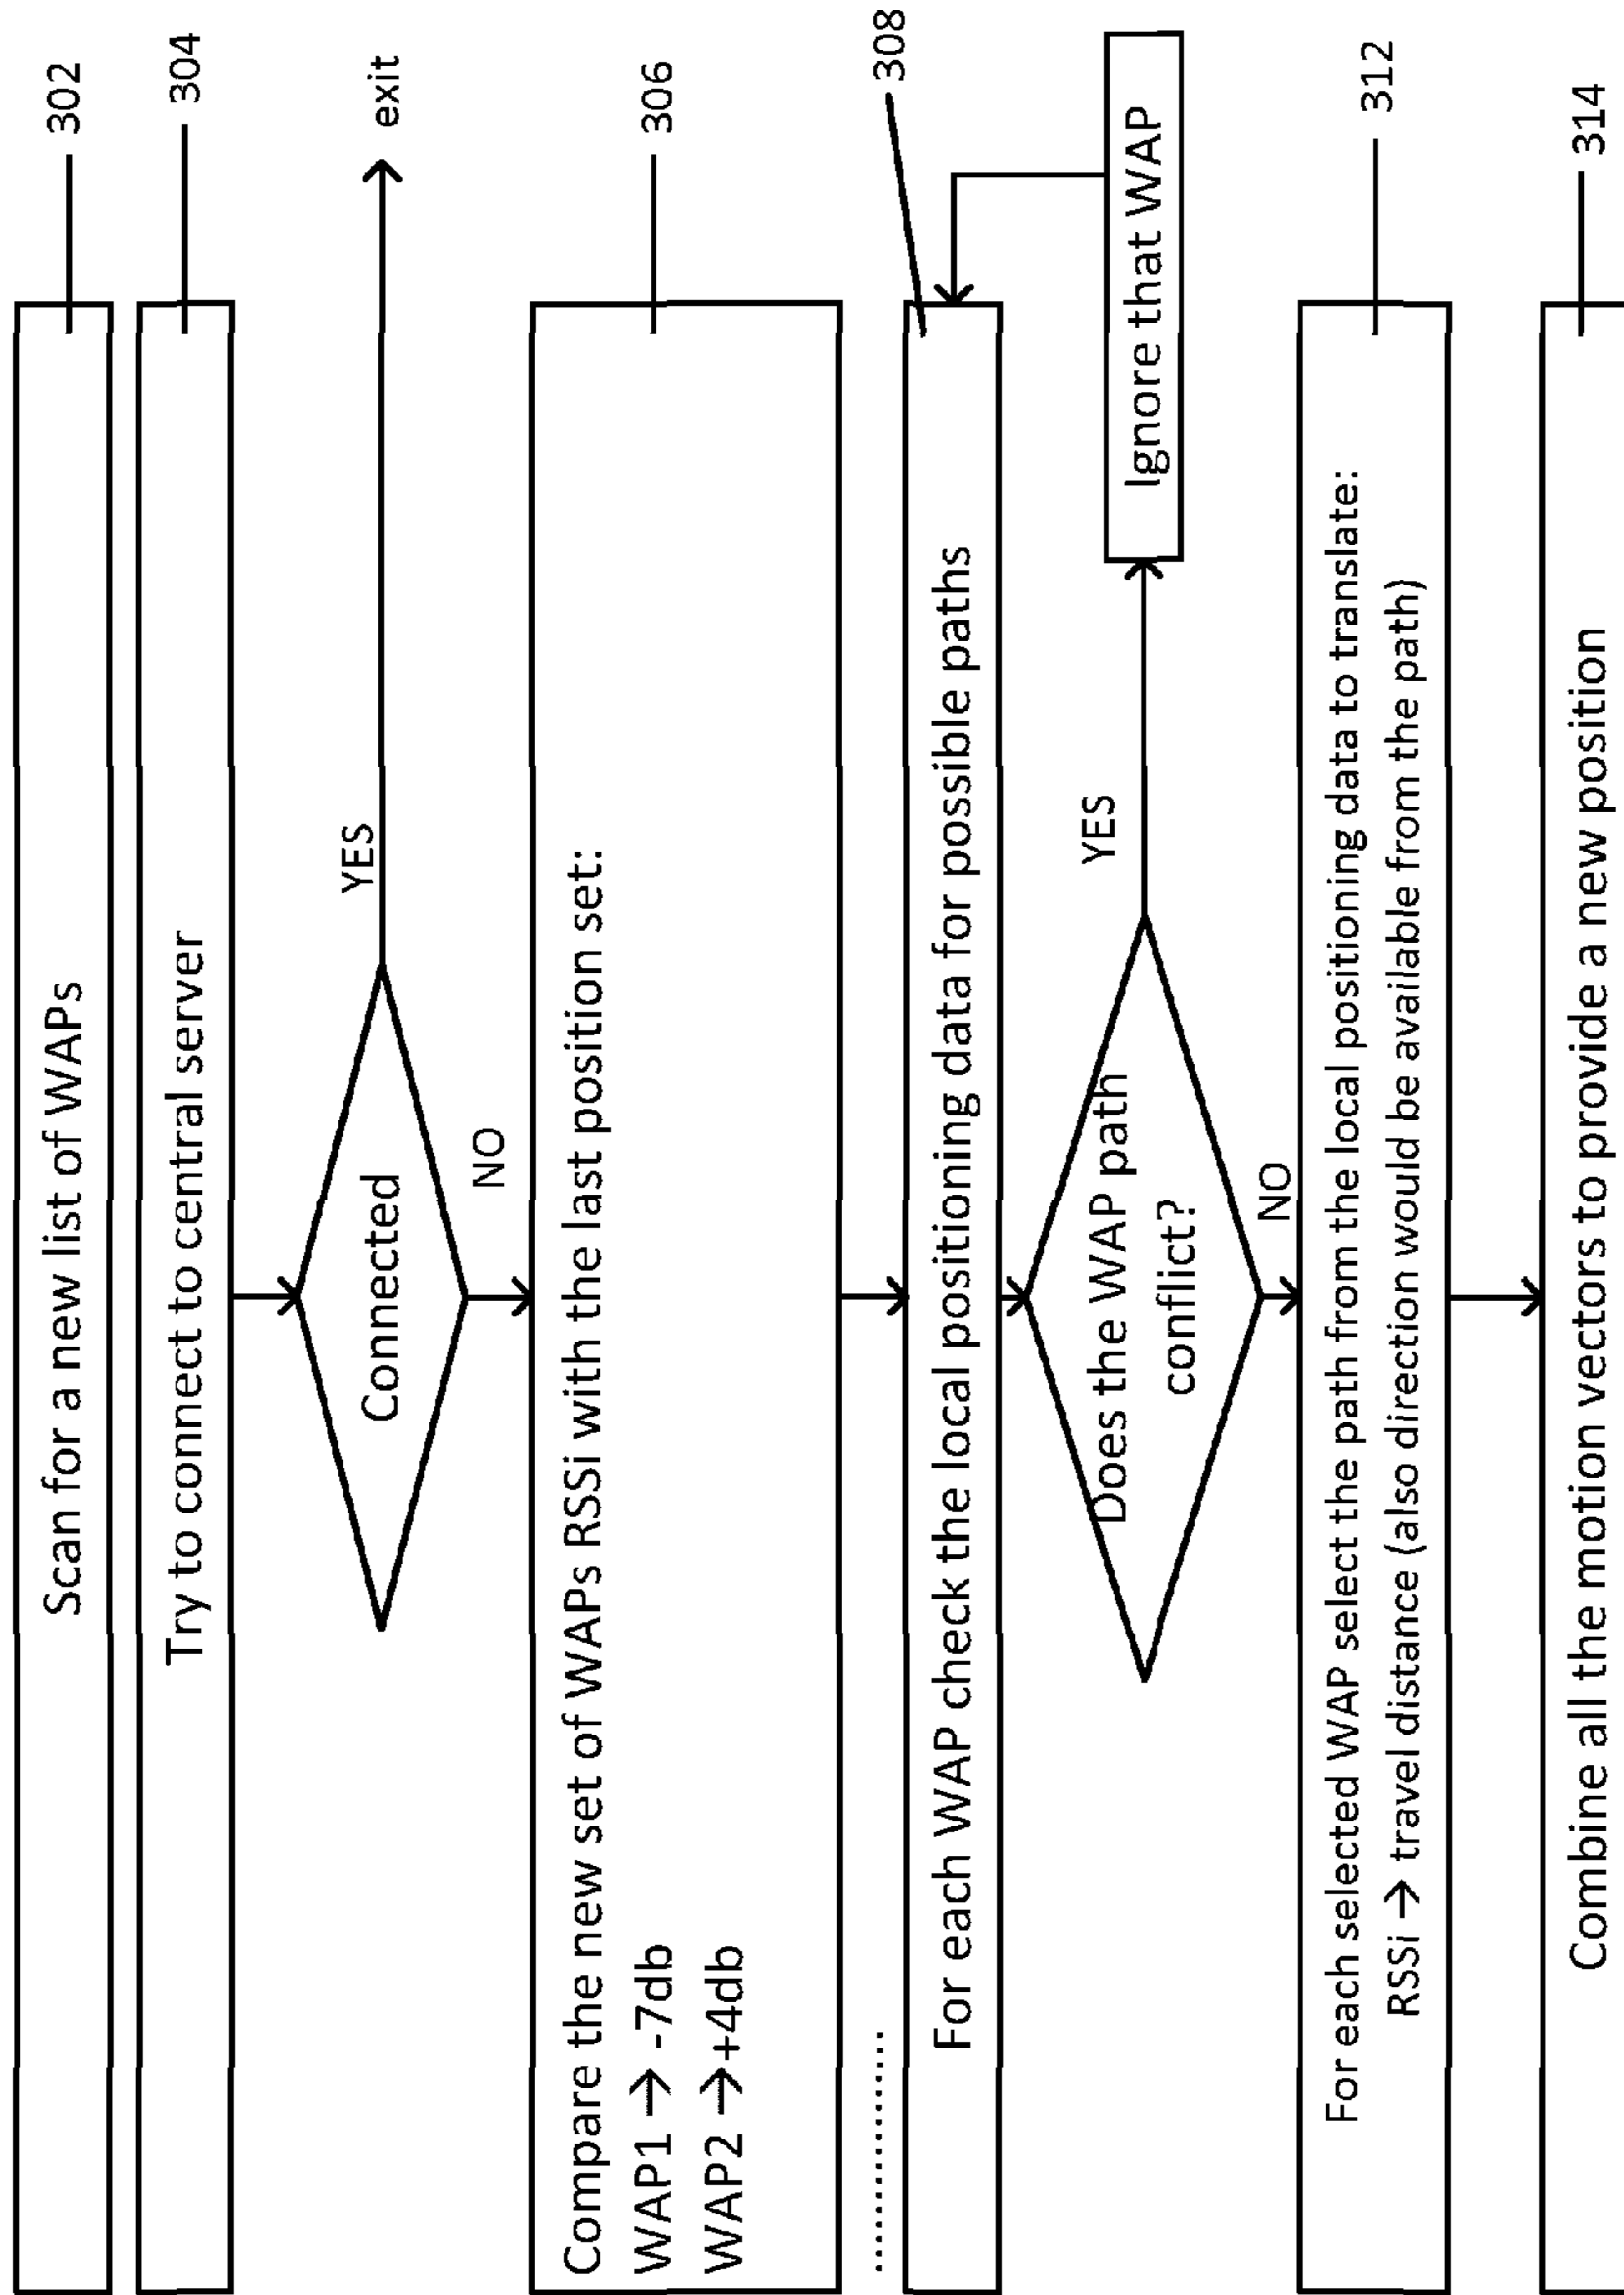 Scan for a new list of WAPs
302
Try to connect to central server
304
Connected
YES
exit
NO
Compare the new set of WAPs RSSi with the last position set:
WAP1 → -7db
WAP2 →+4db
................
306
For each WAP check the local positioning data for possible paths
308
Does the WAP path
conflict?
YES
Ignore that WAP
NO
For each selected WAP select the path from the local positioning data to translate:
RSSi → travel distance (also direction would be available from the path)
312
Combine all the motion vectors to provide a new position
314